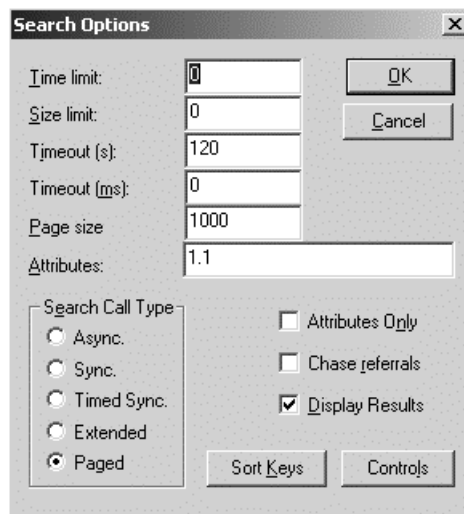 Search Options
Time limit: 0 OK
Size limit: 0 Cancel
Timeout (s): 120
Timeout (ms): 0
Page size 1000
Attributes: 1.1
Search Call Type
Async. Attributes Only
Sync. Chase referrals
Timed Sync. Display Results
Extended
Paged Sort Keys Controls